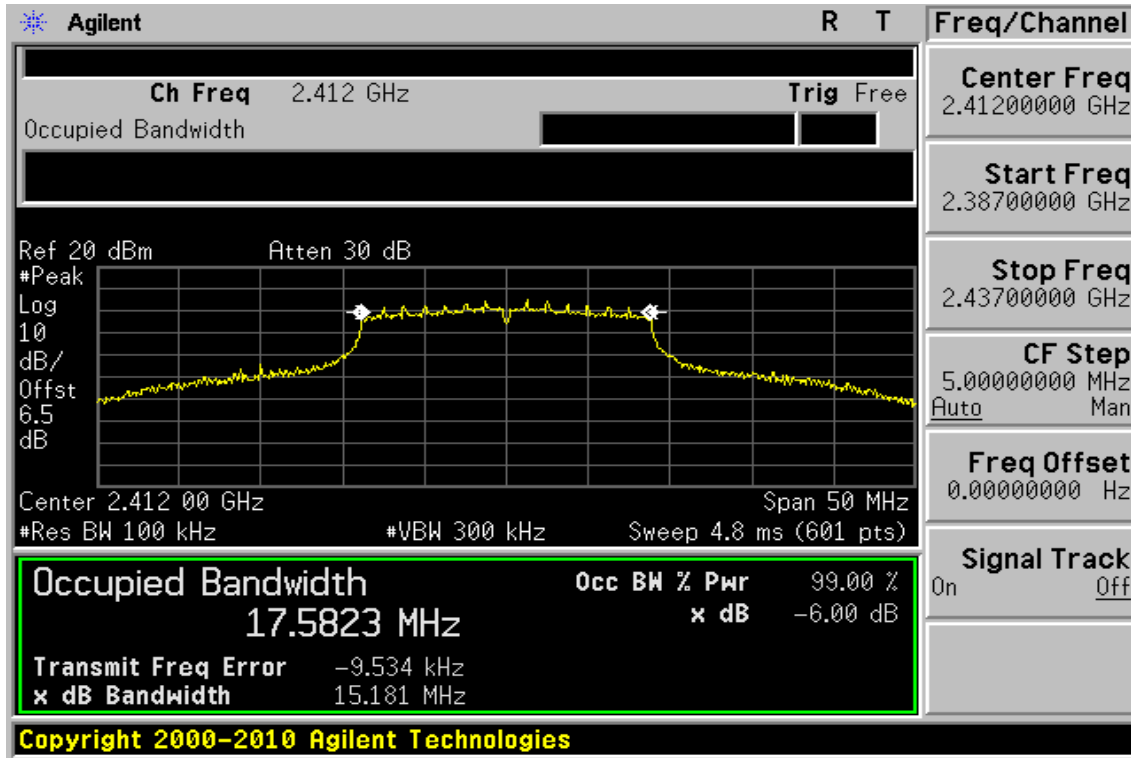 Agilent R T
Ch Freq 2.412 GHz Trig Free
Occupied Bandwidth
Ref 20 dBm Atten 30 dB
#Peak
Log
10
dB/
Offst
6.5
dB
Center 2.412 00 GHz Span 50 MHz
#Res BW 100 kHz #VBW 300 kHz Sweep 4.8 ms (601 pts)
Occupied Bandwidth
17.5823 MHz
Occ BW % Pwr 99.00 %
x dB -6.00 dB
Transmit Freq Error -9.534 kHz
x dB Bandwidth 15.181 MHz
Copyright 2000-2010 Agilent Technologies
Freq/Channel
Center Freq
2.41200000 GHz
Start Freq
2.38700000 GHz
Stop Freq
2.43700000 GHz
CF Step
5.00000000 MHz
Auto Man
Freq Offset
0.00000000 Hz
Signal Track
On Off